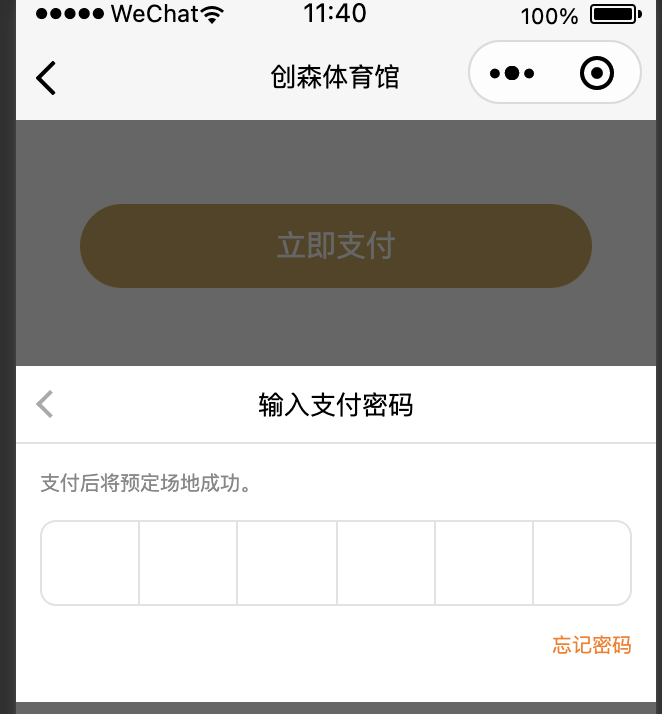 WeChat 11:40 100%
创森体育馆
立即支付
输入支付密码
支付后将预定场地成功。
忘记密码